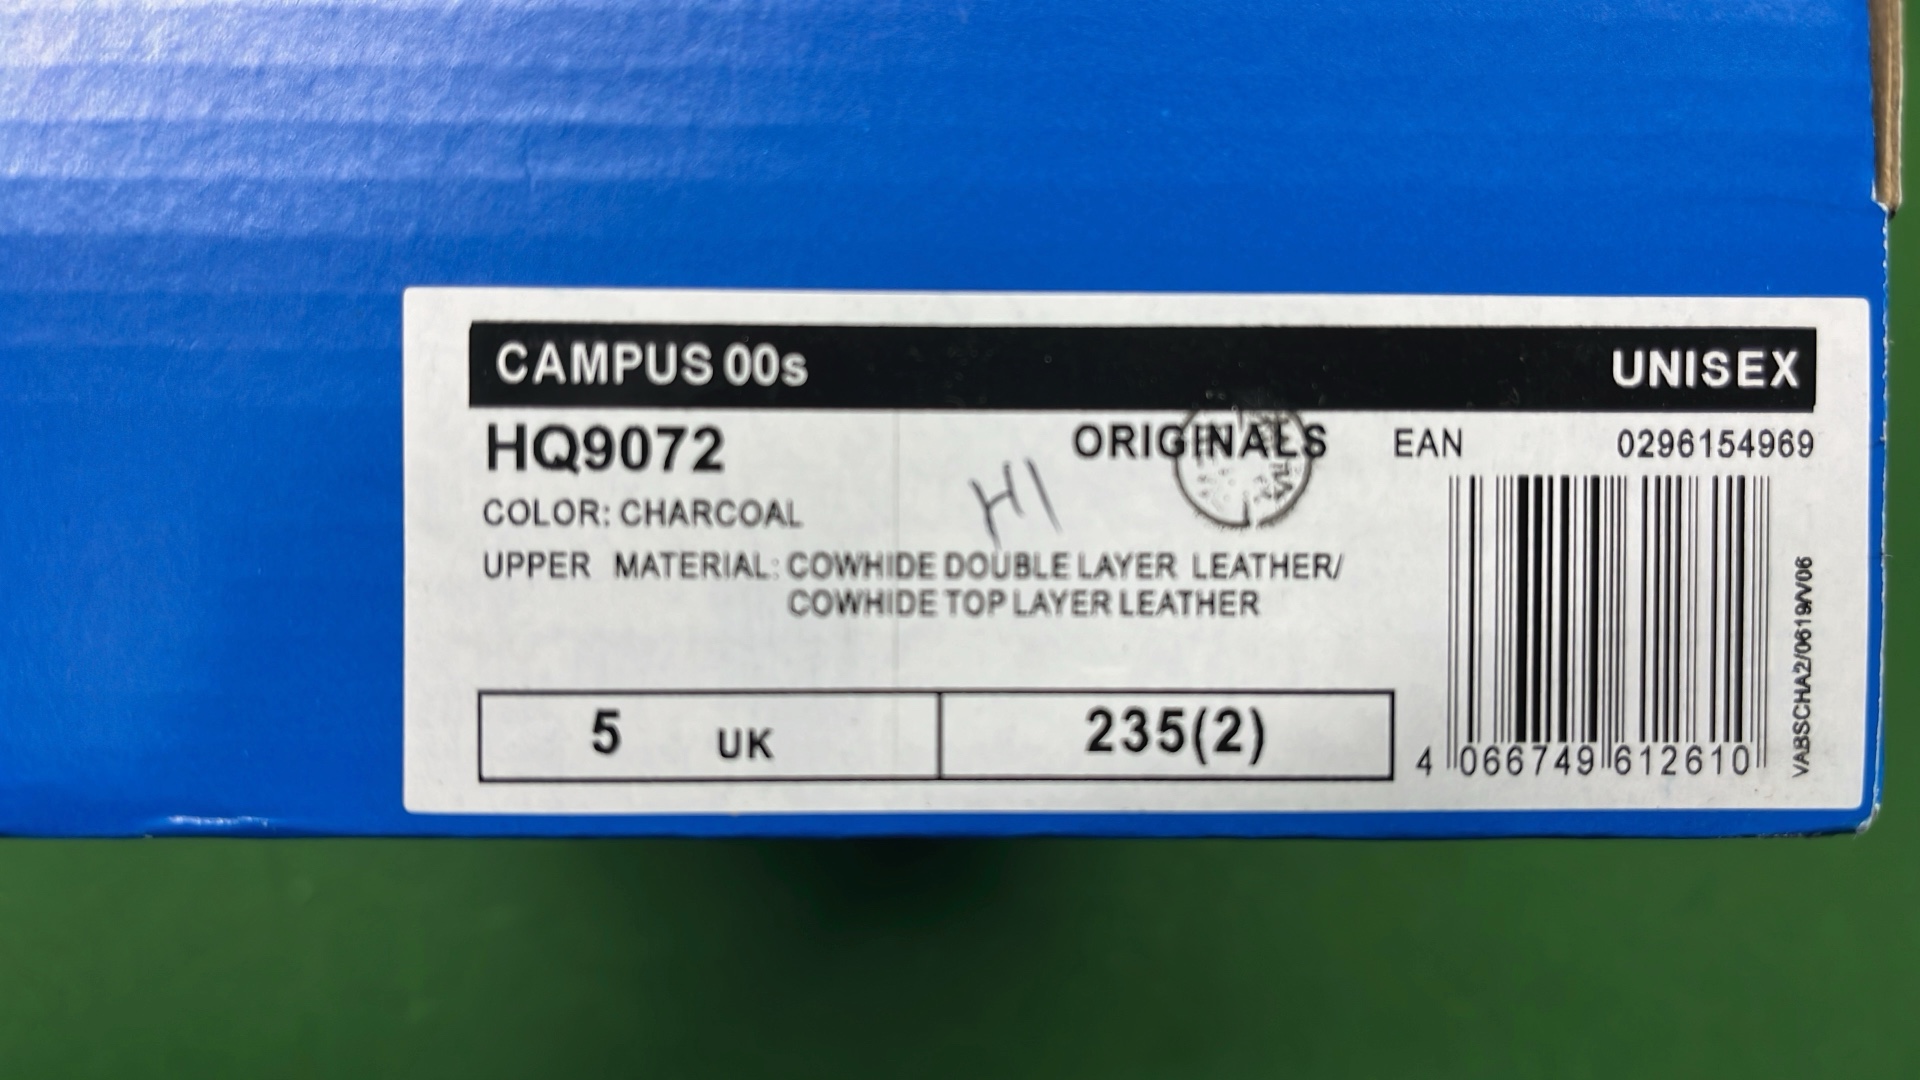 CAMPUS 00s UNISEX
HQ9072 ORIGINALS EAN 0296154969
COLOR: CHARCOAL H1
UPPER MATERIAL: COWHIDE DOUBLE LAYER LEATHER/
COWHIDE TOP LAYER LEATHER
5 UK 235(2)
4 066749 612610
VABSCHA2/0619/V06